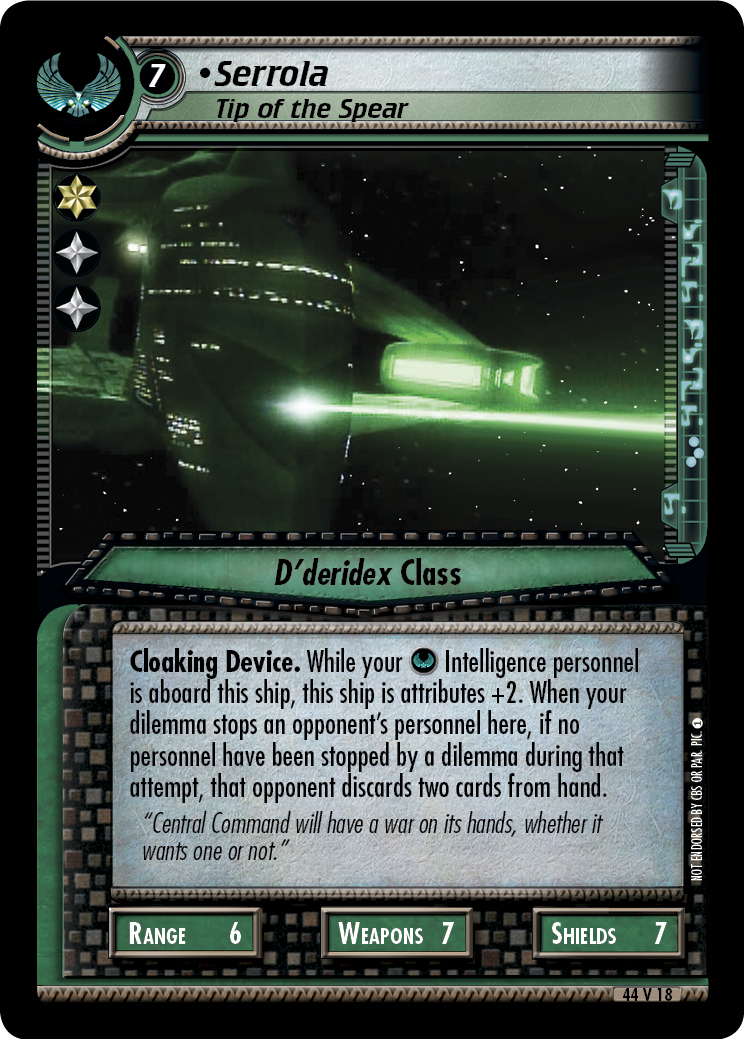 7
•Serrola
Tip of the Spear
D'deridex Class
Cloaking Device. While your Intelligence personnel
is aboard this ship, this ship is attributes +2. When your
dilemma stops an opponent's personnel here, if no
personnel have been stopped by a dilemma during that
attempt, that opponent discards two cards from hand.
"Central Command will have a war on its hands, whether it
wants one or not."
NOT ENDORSED BY CBS OR PAR. PIC. 1
RANGE 6
WEAPONS 7
SHIELDS 7
44 V 18